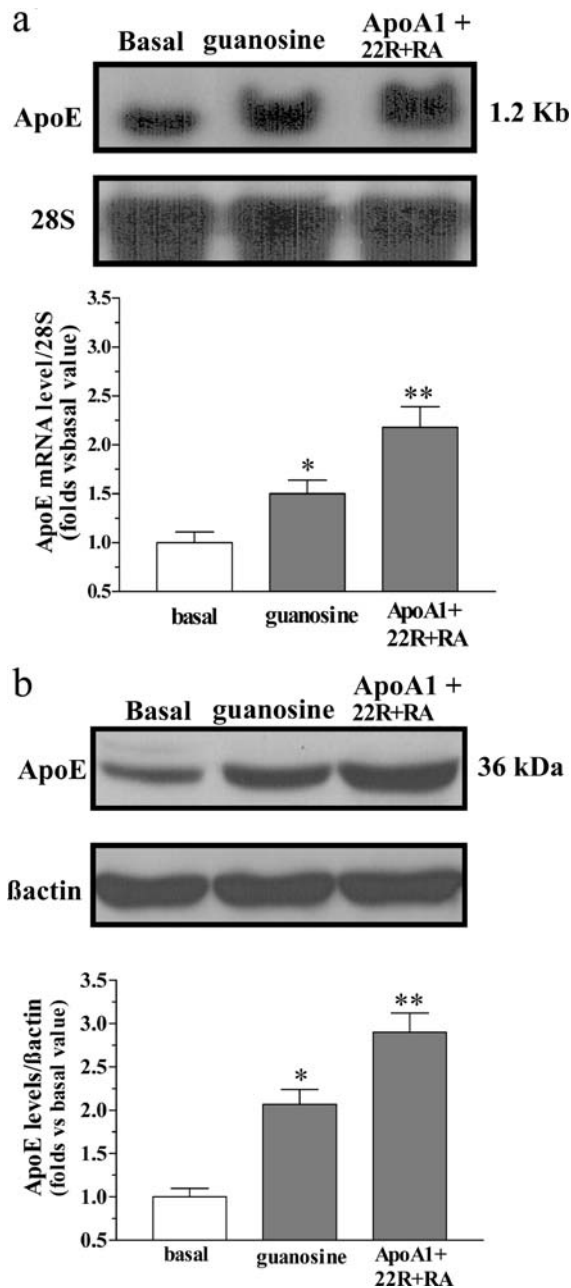 a
Basal guanosine ApoA1 +
22R+RA
ApoE 1.2 Kb
28S
ApoE mRNA level/28S
(folds vsbasal value)
3.5
3.0
2.5
2.0
1.5
1.0
0.5
*
**
basal guanosine ApoA1+
22R+RA
b
Basal guanosine ApoA1 +
22R+RA
ApoE 36 kDa
ßactin
ApoE levels/ßactin
(folds vs basal value)
3.5
3.0
2.5
2.0
1.5
1.0
0.5
*
**
basal guanosine ApoA1+
22R+RA